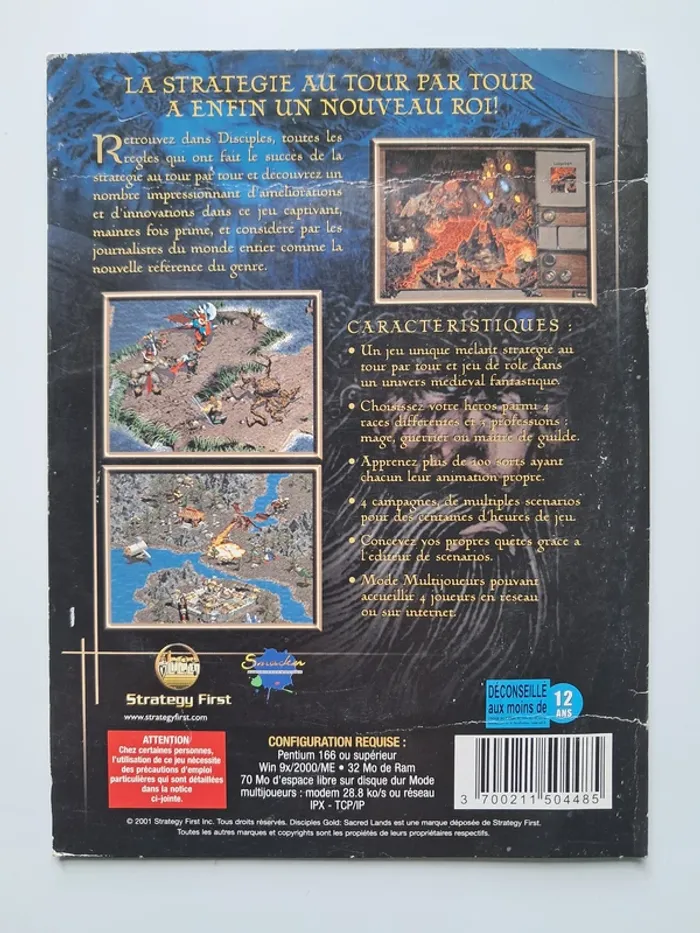 LA STRATEGIE AU TOUR PAR TOUR
A ENFIN UN NOUVEAU ROI!
Retrouvez dans Disciples, toutes les
regles qui ont fait le succes de la
strategie au tour par tour et decouvrez un
nombre impressionnant d'ameliorations
et d'innovations dans ce jeu captivant,
maintes fois prime, et considere par les
journalistes du monde entier comme la
nouvelle reference du genre.
CARACTERISTIQUES :
• Un jeu unique melant strategie au
tour par tour et jeu de role dans
un univers medieval fantastique.
• Choisissez votre heros parmi 4
races differentes et 3 professions :
mage, guerrier ou maitre de guilde.
• Apprenez plus de 100 sorts ayant
chacun leur animation propre.
• 4 campagnes, de multiples scenarios
pour des centaines d'heures de jeu.
• Concevez vos propres quetes grace a
l'editeur de scenarios.
• Mode Multijoueurs pouvant
accueillir 4 joueurs en reseau
ou sur internet.
Strategy First
www.strategyfirst.com
DÉCONSEILLÉ
aux moins de
12
ANS
ATTENTION
Chez certaines personnes,
l'utilisation de ce jeu nécessite
des précautions d'emploi
particulières qui sont détaillées
dans la notice
ci-jointe.
CONFIGURATION REQUISE :
Pentium 166 ou supérieur
Win 9x/2000/ME • 32 Mo de Ram
70 Mo d'espace libre sur disque dur Mode
multijoueurs : modem 28.8 ko/s ou réseau
IPX - TCP/IP
3 700211 504485
© 2001 Strategy First Inc. Tous droits réservés. Disciples Gold: Sacred Lands est une marque déposée de Strategy First.
Toutes les autres marques et copyrights sont les propriétés de leurs propriétaires respectifs.